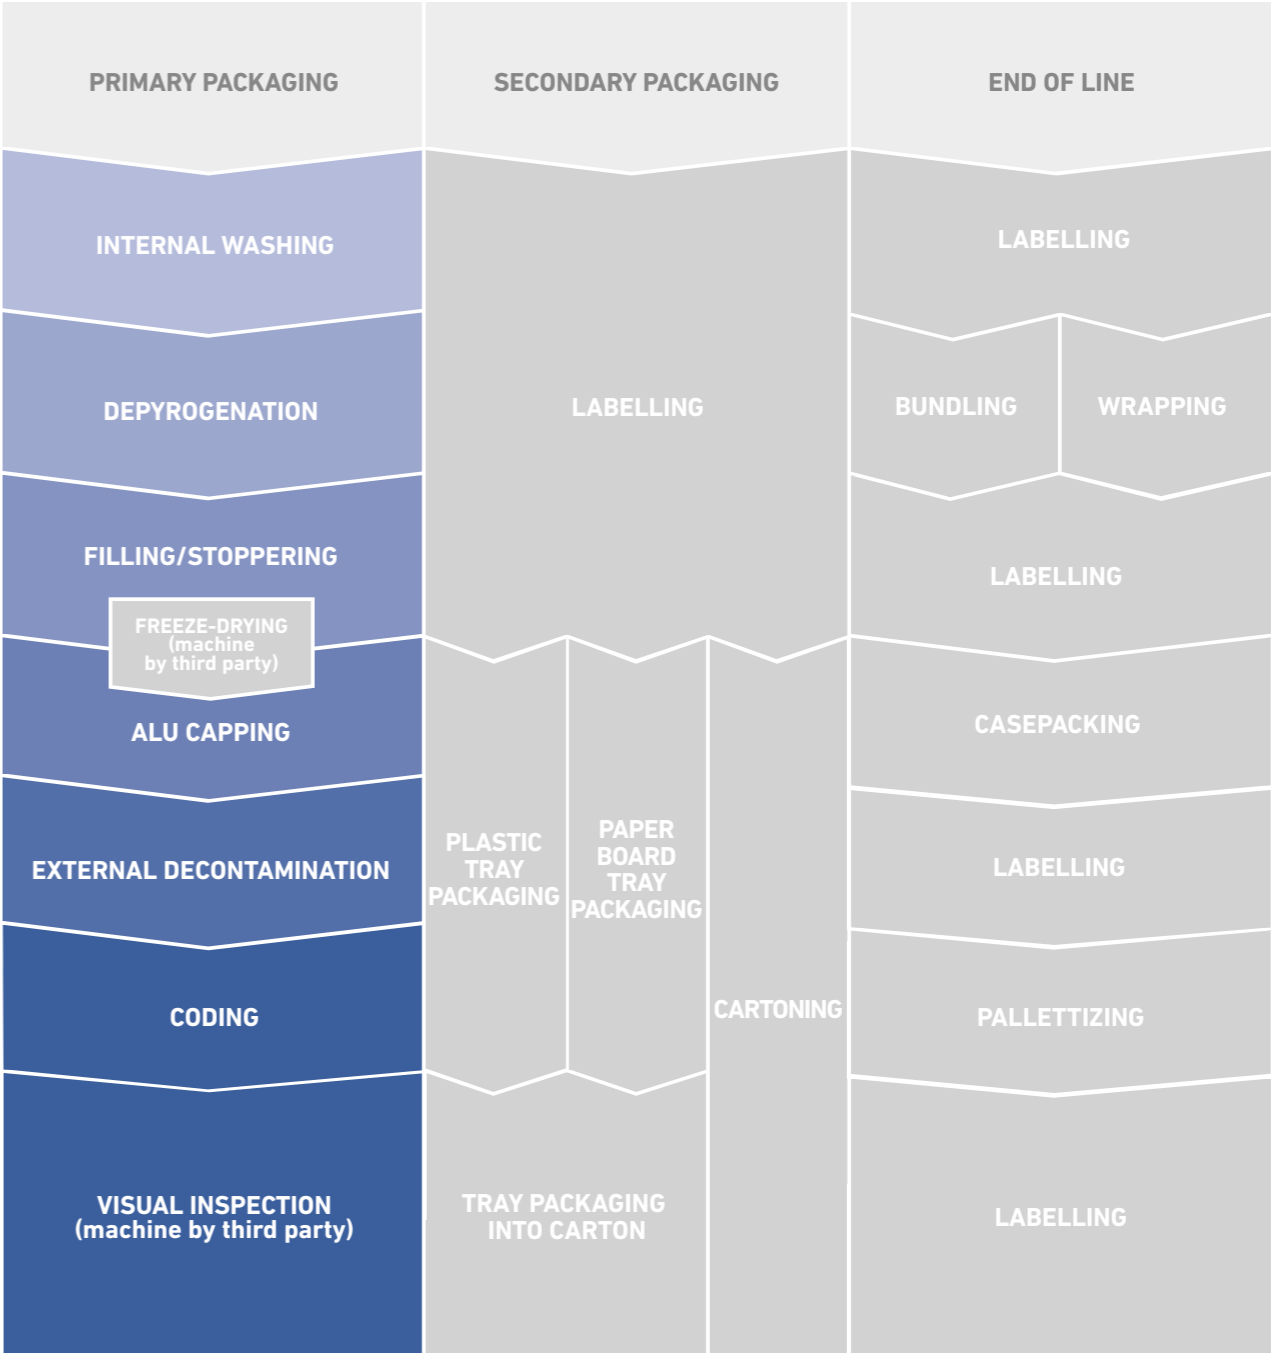 PRIMARY PACKAGING
INTERNAL WASHING
DEPYROGENATION
FILLING/STOPPERING
FREEZE-DRYING
(machine
by third party)
ALU CAPPING
EXTERNAL DECONTAMINATION
CODING
VISUAL INSPECTION
(machine by third party)
SECONDARY PACKAGING
LABELLING
PLASTIC
TRAY
PACKAGING
PAPER
BOARD
TRAY
PACKAGING
CARTONING
TRAY PACKAGING
INTO CARTON
END OF LINE
LABELLING
BUNDLING
WRAPPING
LABELLING
CASEPACKING
LABELLING
PALLETTIZING
LABELLING